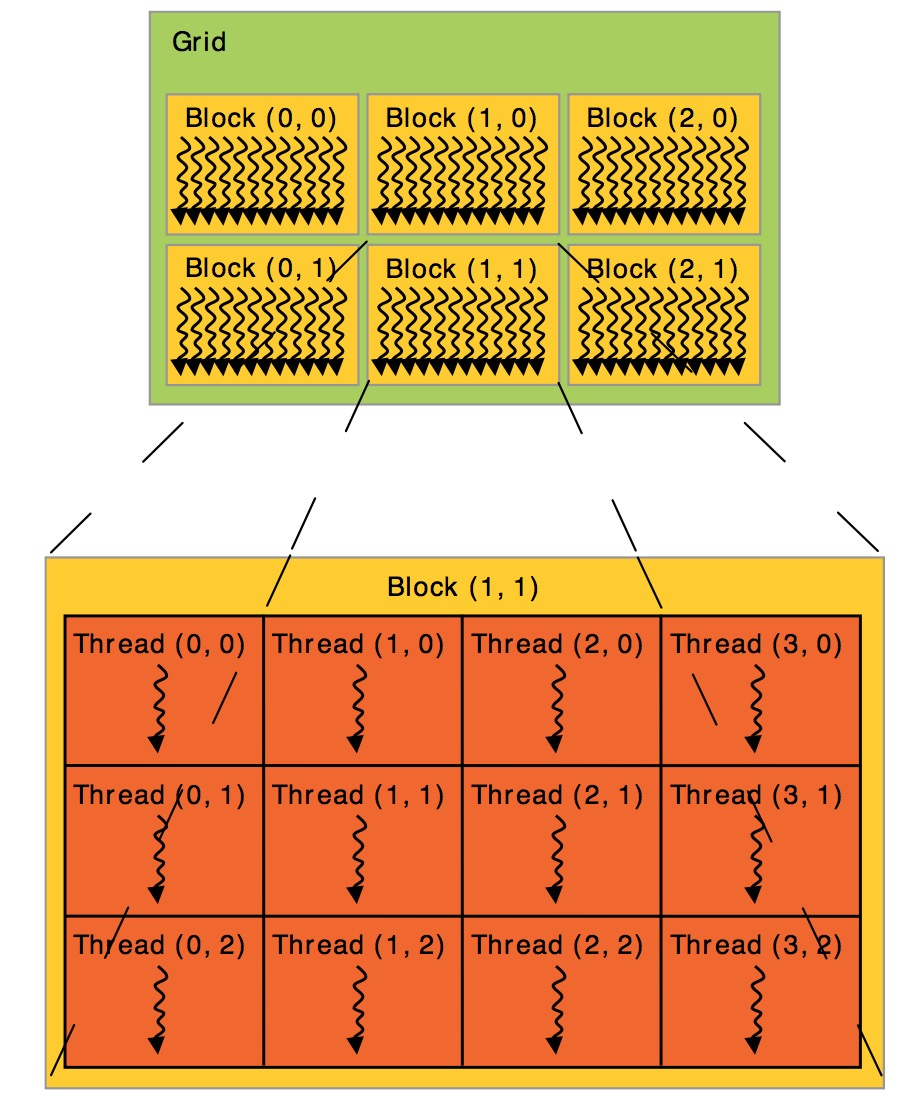 Grid
Block (0, 0) Block (1, 0) Block (2, 0)
Block (0, 1) Block (1, 1) Block (2, 1)
Block (1, 1)
Thread (0, 0) Thread (1, 0) Thread (2, 0) Thread (3, 0)
Thread (0, 1) Thread (1, 1) Thread (2, 1) Thread (3, 1)
Thread (0, 2) Thread (1, 2) Thread (2, 2) Thread (3, 2)